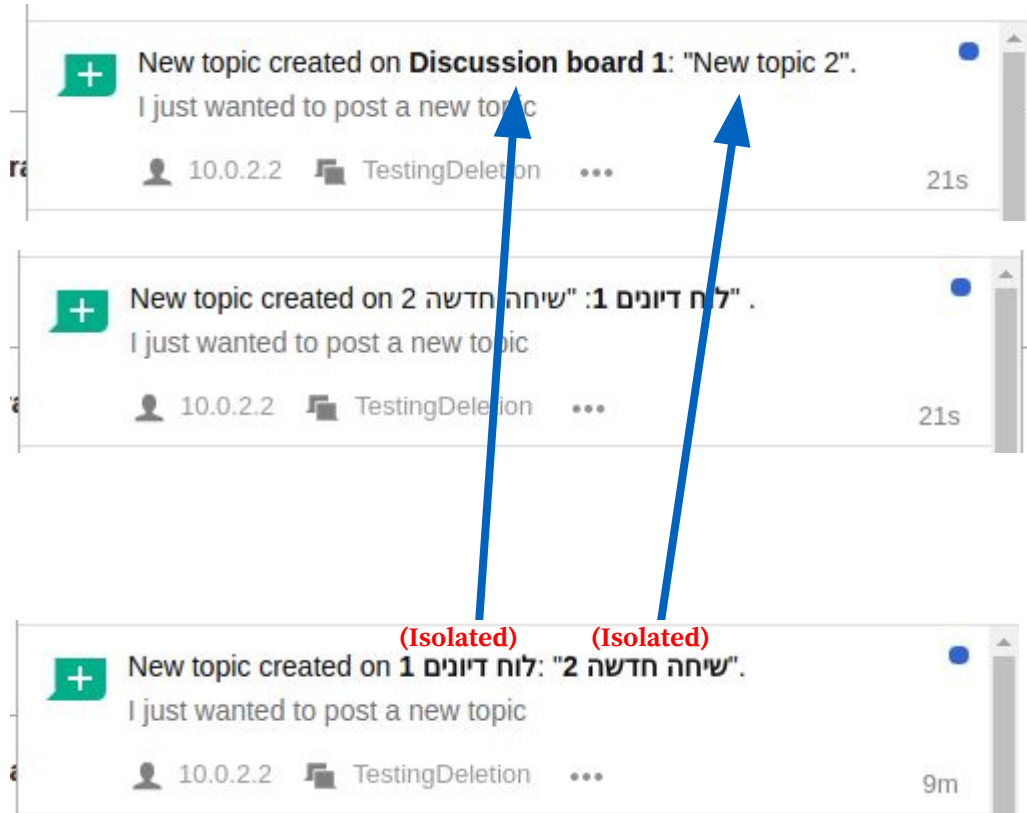 New topic created on Discussion board 1: "New topic 2".
I just wanted to post a new topic
10.0.2.2 TestingDeletion •••
21s
New topic created on לוח דיונים 1: "שיחה חדשה 2".
I just wanted to post a new topic
10.0.2.2 TestingDeletion •••
21s
(Isolated) (Isolated)
New topic created on לוח דיונים 1: "שיחה חדשה 2".
I just wanted to post a new topic
10.0.2.2 TestingDeletion •••
9m